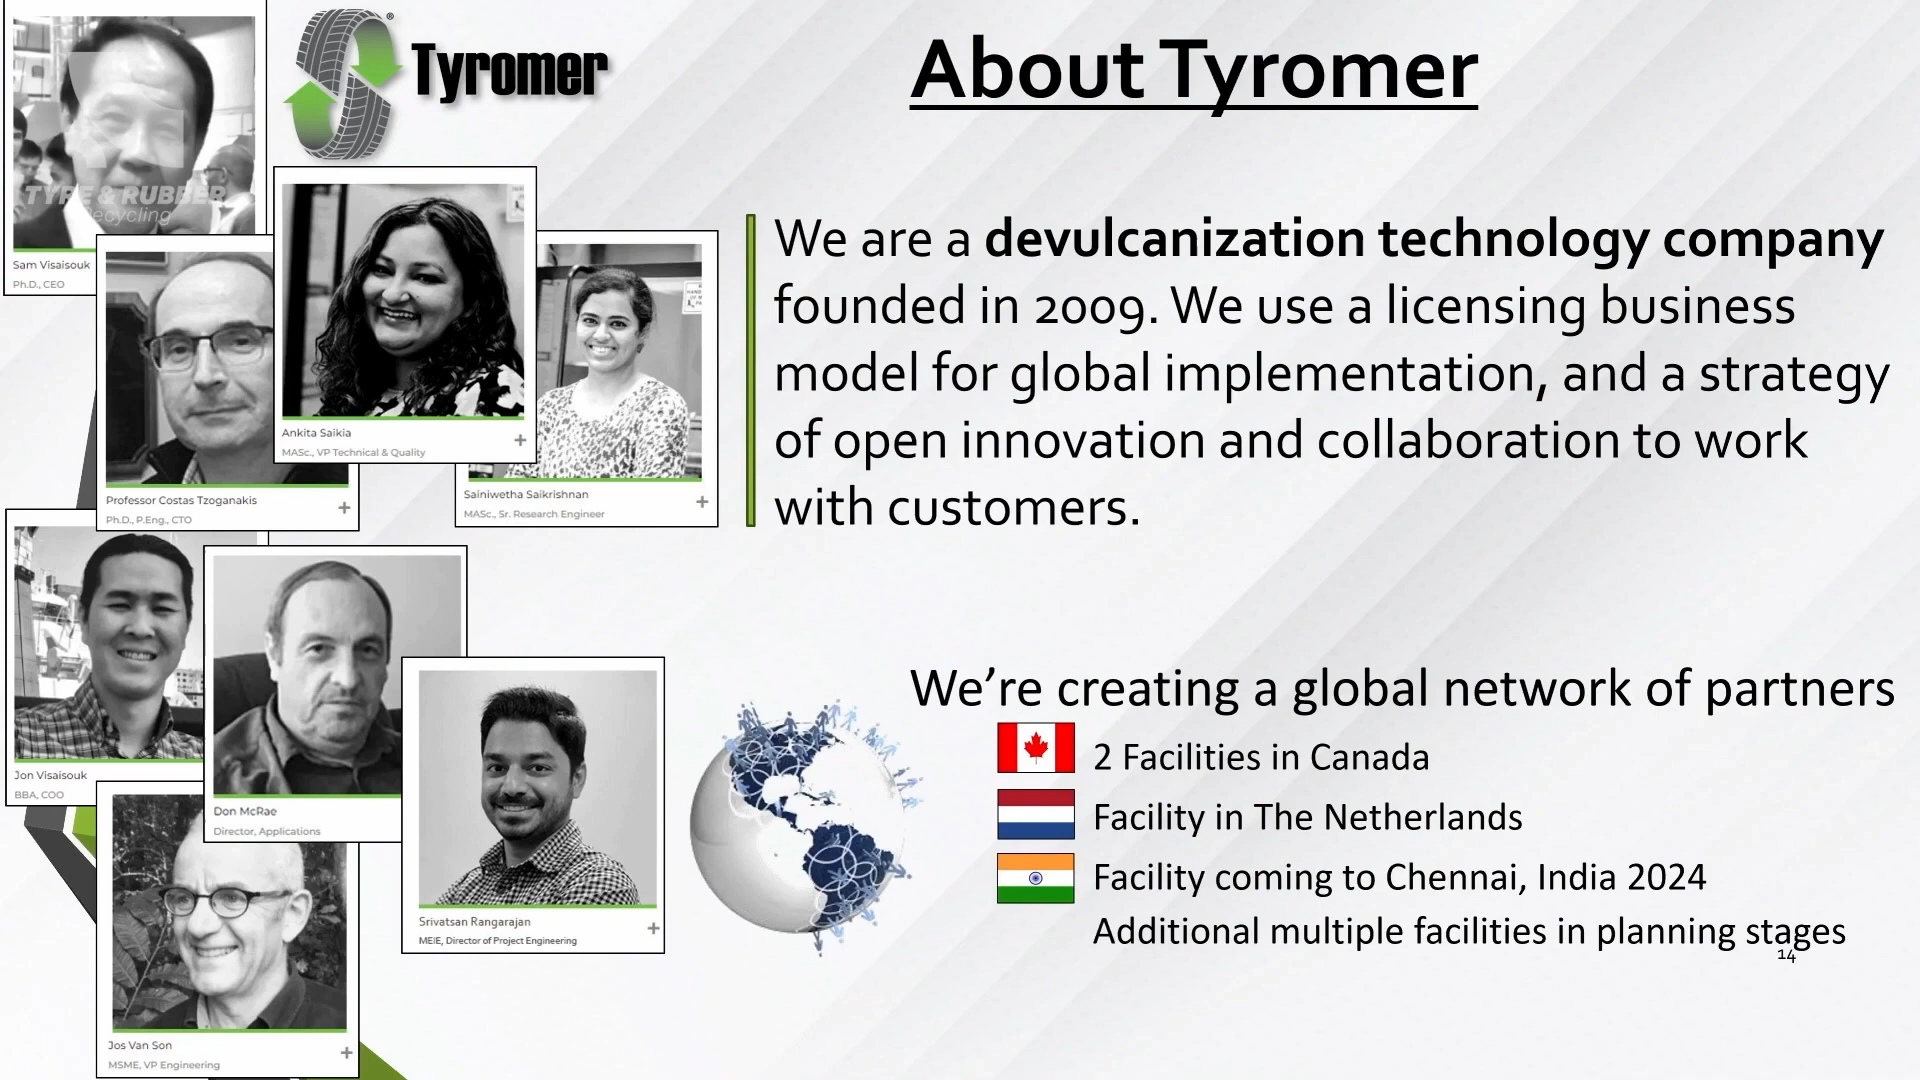 Tyromer
®
About Tyromer
TYRE & RUBBER
Recycling
Sam Visaisouk
Ph.D., CEO
Ankita Saikia
MASc., VP Technical & Quality
Professor Costas Tzoganakis
Ph.D., P.Eng., CTO
Sainiwetha Saikrishnan
MASc., Sr. Research Engineer
We are a devulcanization technology company
founded in 2009. We use a licensing business
model for global implementation, and a strategy
of open innovation and collaboration to work
with customers.
Jon Visaisouk
BBA, COO
Don McRae
Director, Applications
Srivatsan Rangarajan
MEIE, Director of Project Engineering
Jos Van Son
MSME, VP Engineering
We’re creating a global network of partners
2 Facilities in Canada
Facility in The Netherlands
Facility coming to Chennai, India 2024
Additional multiple facilities in planning stages
14